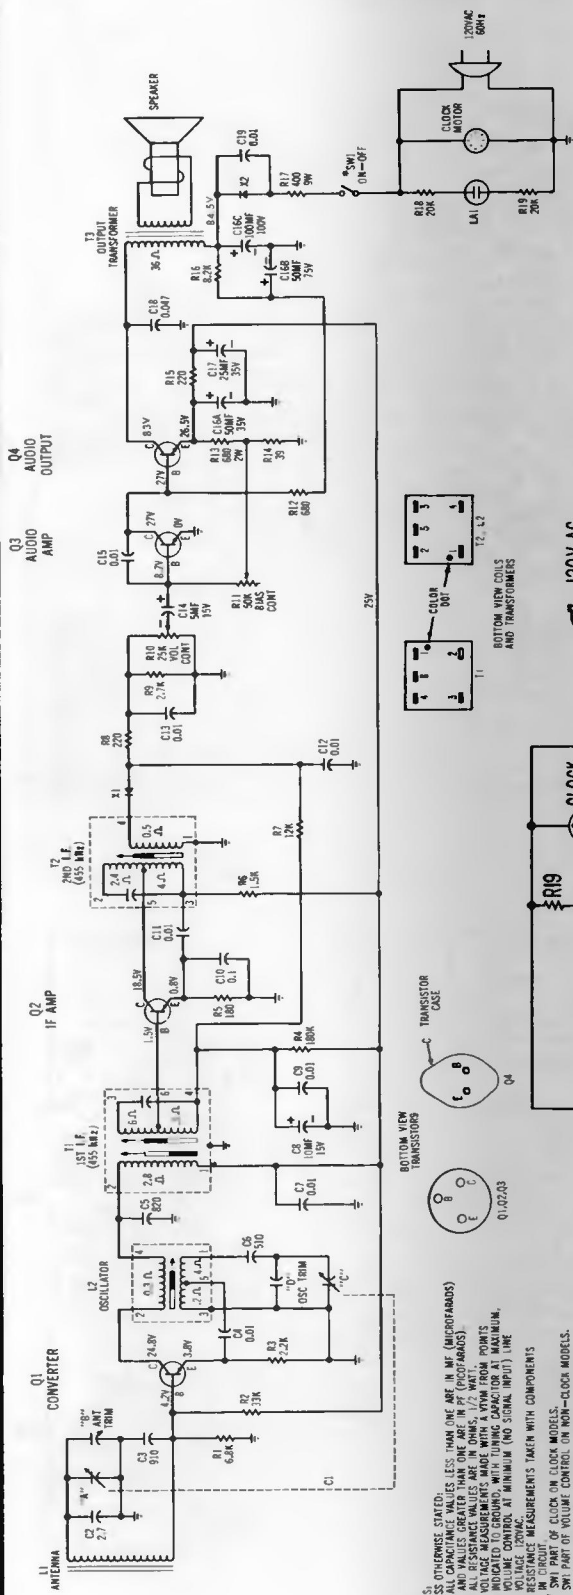 L1
ANTENNA
"A"
C2
2.7
"B"
ANT
TRIM
C3
910
R1
6.8K
R2
33K
C1
Q1
CONVERTER
C 24.8V
4.2V
B
E
3.8V
C4
0.01
R3
2.2K
L2
OSCILLATOR
0.3 Ω
C5
820
C6
510
"D"
OSC TRIM
"C"
T1
1ST I.F.
(455 kHz)
2.8
Ω
C7
0.01
C8
10MF
15V
C9
0.01
R4
180K
Q2
IF AMP
C
18.5V
1.5V
B
E
0.8V
R5
180
C10
0.1
C11
0.01
T2
2ND I.F.
(455 kHz)
2.4
Ω
0.5
Ω
R6
1.5K
R7
12K
X1
R8
220
C12
0.01
C13
0.01
R9
2.7K
R10
25K
VOL
CONT
C14
5MF
15V
R11
50K
BIAS
CONT
Q3
AUDIO
AMP
C15
0.01
C
27V
8.2V
B
E
0V
R12
680
Q4
AUDIO
OUTPUT
C
83V
27V
B
E
26.5V
R13
680
2W
R14
39
C16A
50MF
35V
R15
220
C17
25MF
35V
25V
C18
0.047
36 Ω
T3
OUTPUT
TRANSFORMER
SPEAKER
R16
8.2K
84.5V
C16C
100MF
100V
C16B
50MF
75V
C19
0.01
X2
R17
400
9W
*SW1
ON-OFF
R18
20K
LA1
R19
20K
CLOCK
MOTOR
120VAC
60Hz
BOTTOM VIEW
TRANSISTORS
Q1,Q2,Q3
TRANSISTOR
CASE
Q4
T1
COLOR
DOT
T2, L2
BOTTOM VIEW COILS
AND TRANSFORMERS
SS OTHERWISE STATED:
ALL CAPACITANCE VALUES LESS THAN ONE ARE IN MF (MICROFARADS)
AND VALUES GREATER THAN ONE ARE IN PF (PICOFARADS).
ALL RESISTANCE VALUES ARE IN OHMS, 1/2 WATT.
VOLTAGE MEASUREMENTS MADE WITH A VTVM FROM POINTS
INDICATED TO GROUND, WITH TUNING CAPACITOR AT MAXIMUM,
VOLUME CONTROL AT MINIMUM (NO SIGNAL INPUT) LINE
VOLTAGE 120VAC.
RESISTANCE MEASUREMENTS TAKEN WITH COMPONENTS
IN CIRCUIT.
SW1 PART OF CLOCK ON CLOCK MODELS.
SW1 PART OF VOLUME CONTROL ON NON-CLOCK MODELS.
R19
CLOCK
120V AC